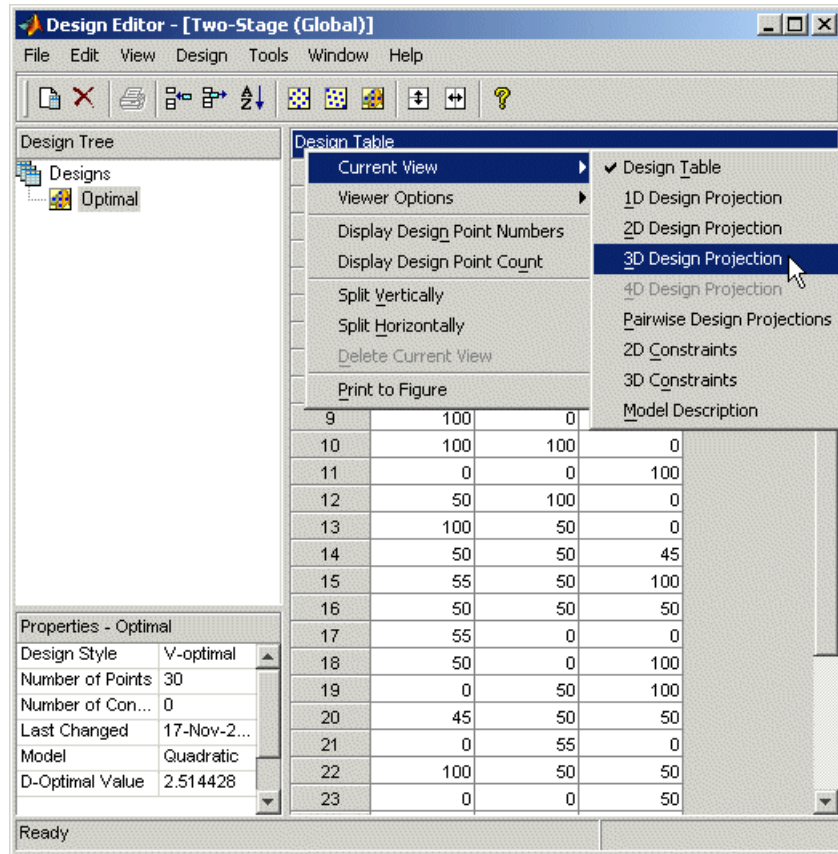 Design Editor - [Two-Stage (Global)]
File Edit View Design Tools Window Help
Design Tree
Designs
Optimal
Design Table
Current View
Viewer Options
Display Design Point Numbers
Display Design Point Count
Split Vertically
Split Horizontally
Delete Current View
Print to Figure
Design Table
1D Design Projection
2D Design Projection
3D Design Projection
4D Design Projection
Pairwise Design Projections
2D Constraints
3D Constraints
Model Description
9 100 0
10 100 100 0
11 0 0 100
12 50 100 0
13 100 50 0
14 50 50 45
15 55 50 100
16 50 50 50
17 55 0 0
18 50 0 100
19 0 50 100
20 45 50 50
21 0 55 0
22 100 50 50
23 0 0 50
Properties - Optimal
Design Style V-optimal
Number of Points 30
Number of Con... 0
Last Changed 17-Nov-2...
Model Quadratic
D-Optimal Value 2.514428
Ready